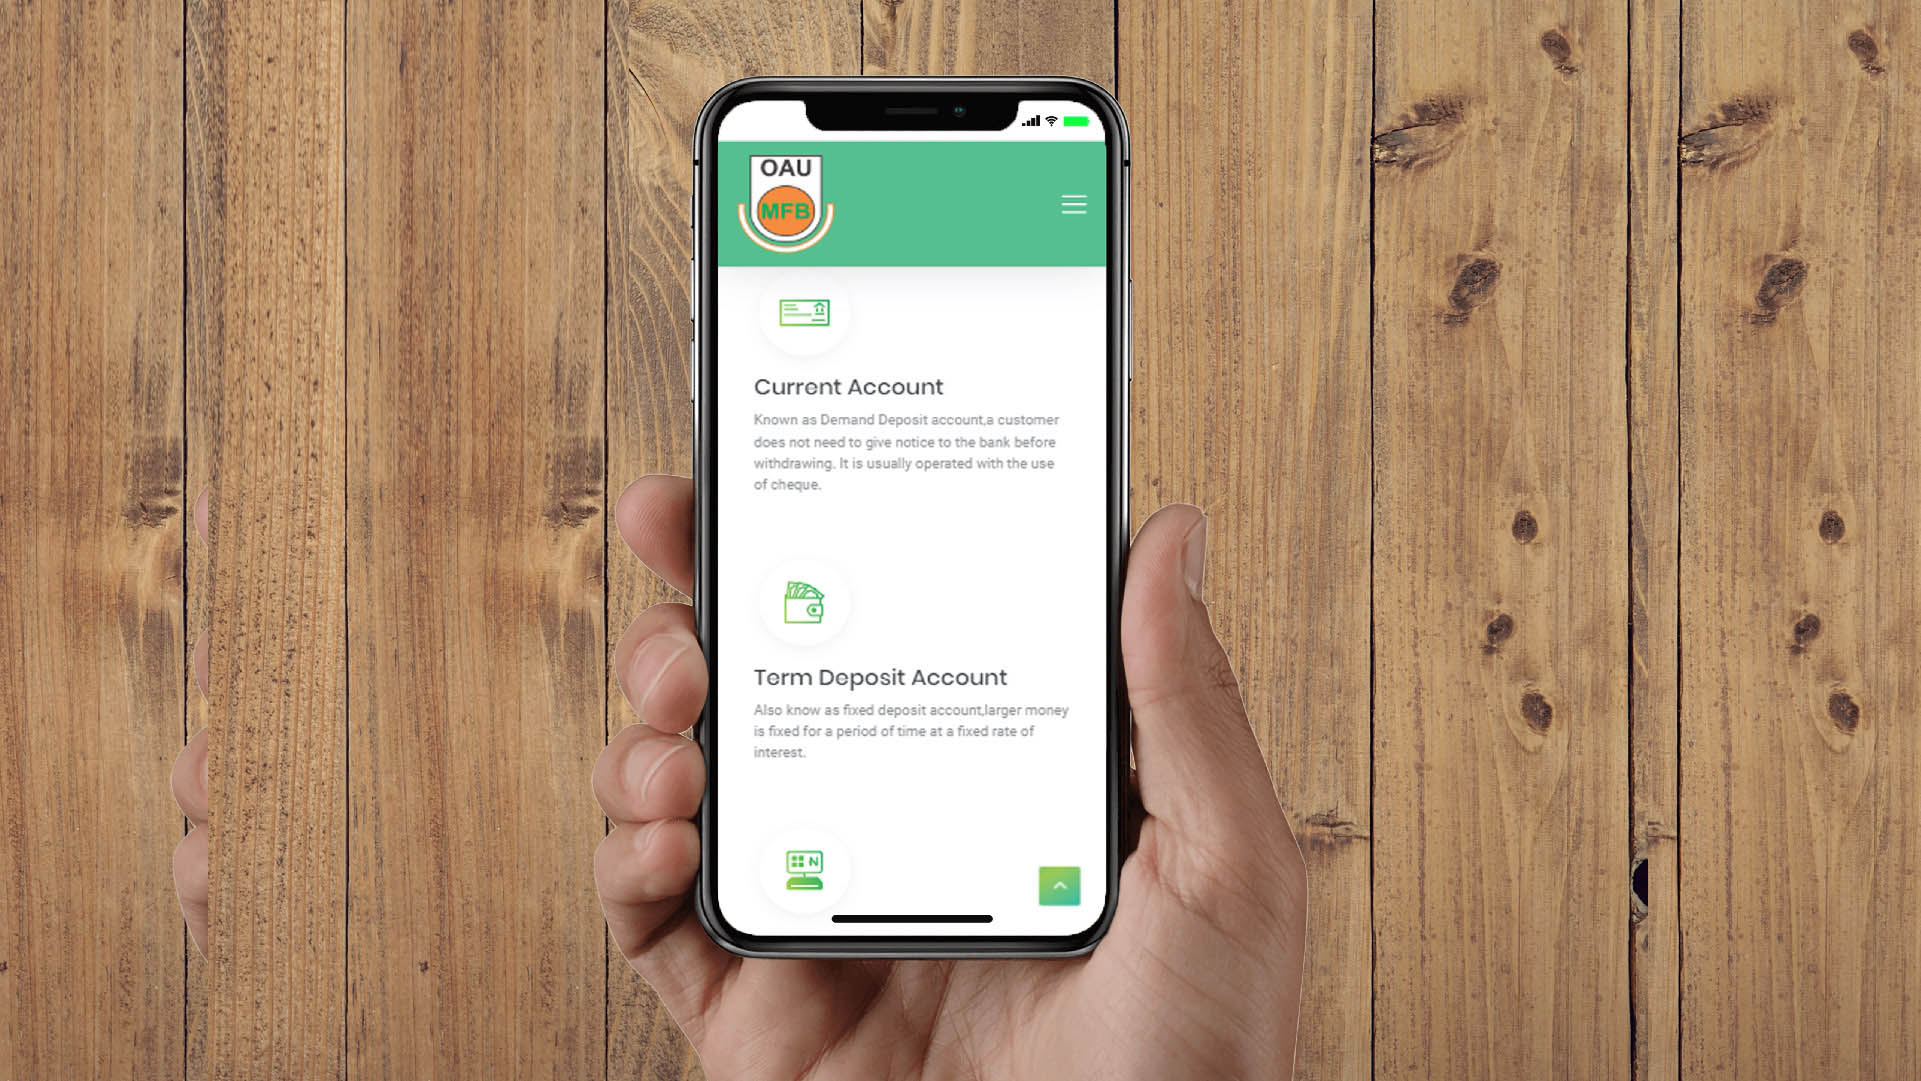 OAU
MFB
Current Account
Known as Demand Deposit account,a customer
does not need to give notice to the bank before
withdrawing. It is usually operated with the use
of cheque.
Term Deposit Account
Also know as fixed deposit account,larger money
is fixed for a period of time at a fixed rate of
interest.
N